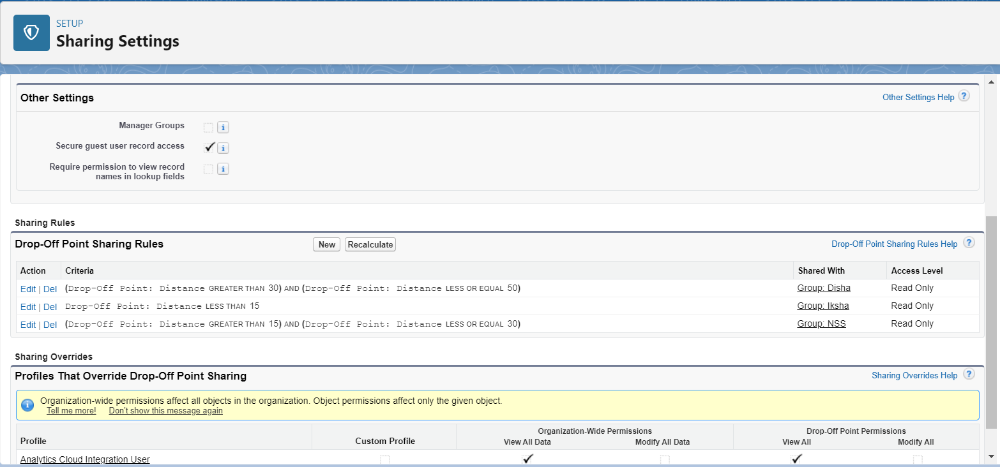 SETUP
Sharing Settings
Other Settings
Other Settings Help ?
Manager Groups
Secure guest user record access
Require permission to view record
names in lookup fields
Sharing Rules
Drop-Off Point Sharing Rules New Recalculate Drop-Off Point Sharing Rules Help ?
Action Criteria Shared With Access Level
Edit | Del (Drop-Off Point: Distance GREATER THAN 30) AND (Drop-Off Point: Distance LESS OR EQUAL 50) Group: Disha Read Only
Edit | Del Drop-Off Point: Distance LESS THAN 15 Group: Iksha Read Only
Edit | Del (Drop-Off Point: Distance GREATER THAN 15) AND (Drop-Off Point: Distance LESS OR EQUAL 30) Group: NSS Read Only
Sharing Overrides
Profiles That Override Drop-Off Point Sharing Sharing Overrides Help ?
Organization-wide permissions affect all objects in the organization. Object permissions affect only the given object.
Tell me more! Don't show this message again
Organization-Wide Permissions Drop-Off Point Permissions
Profile Custom Profile View All Data Modify All Data View All Modify All
Analytics Cloud Integration User